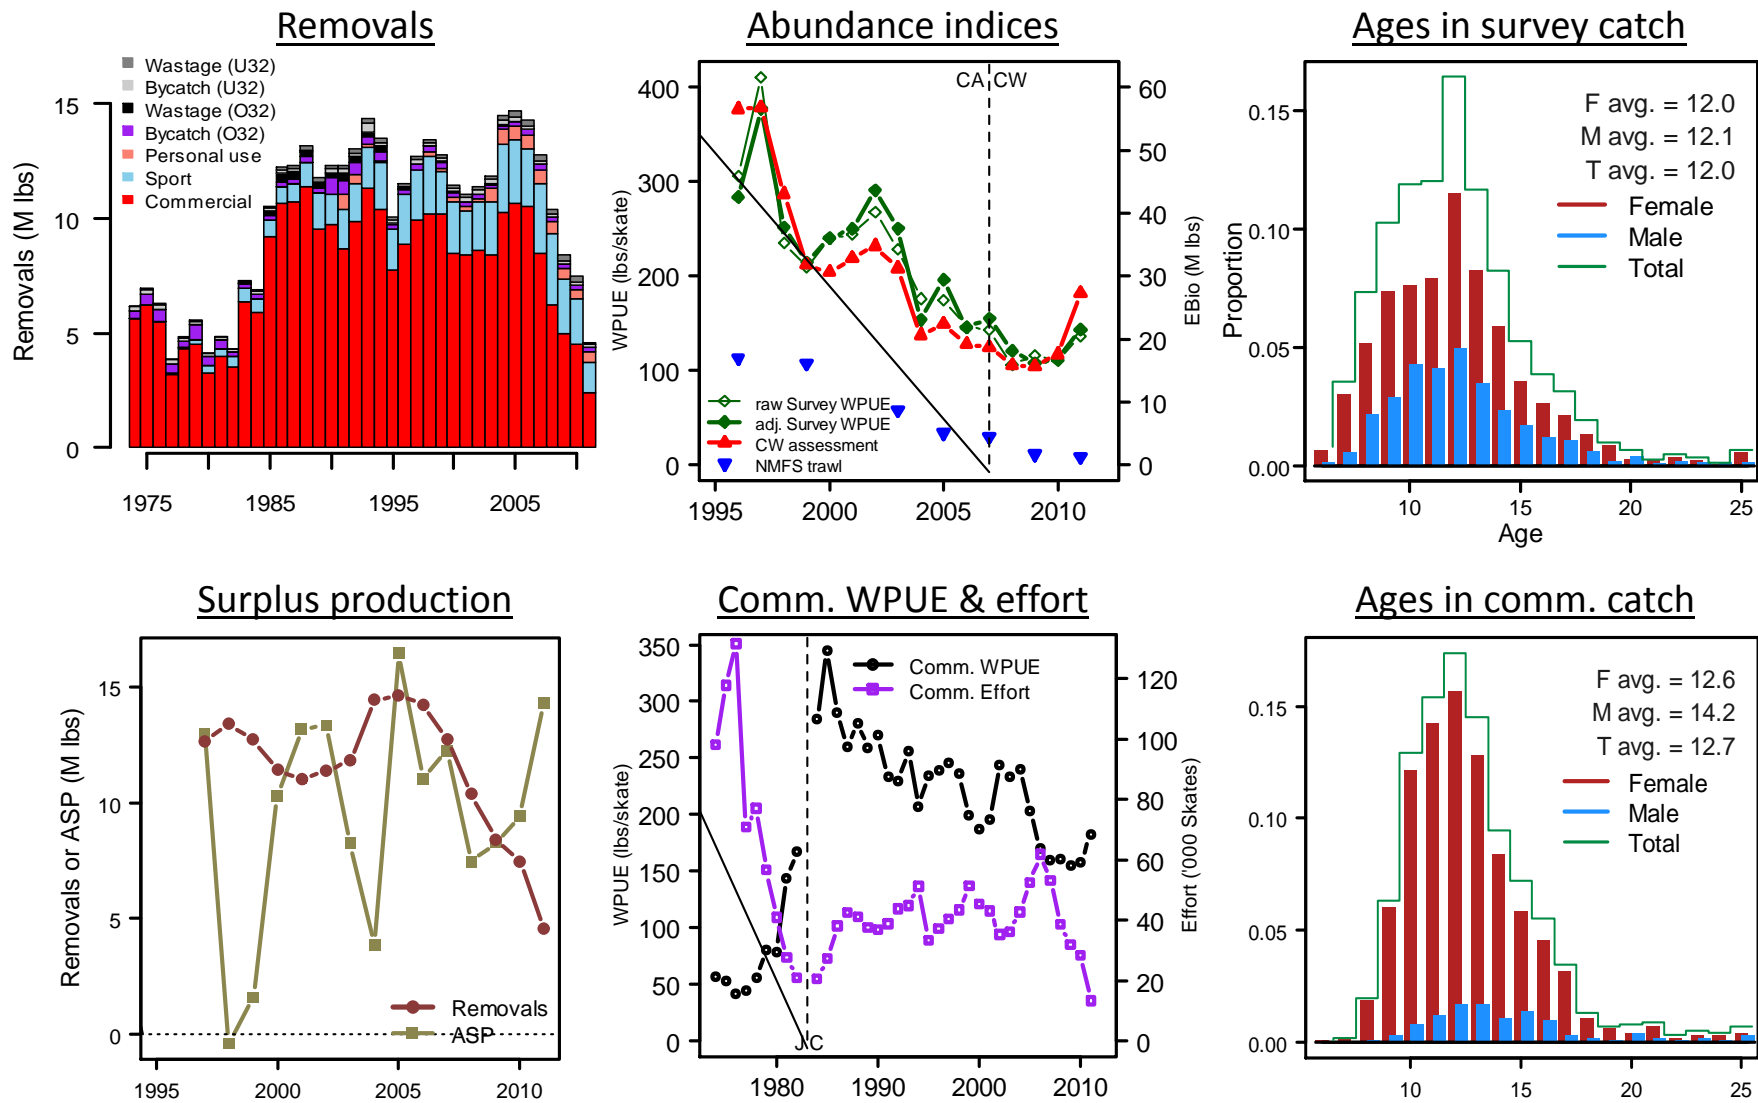 Removals
Wastage (U32)
Bycatch (U32)
Wastage (O32)
Bycatch (O32)
Personal use
Sport
Commercial
Removals (M lbs)
15
10
5
0
1975
1985
1995
2005
Abundance indices
CA
CW
WPUE (lbs/skate)
400
300
200
100
0
EBio (M lbs)
60
50
40
30
20
10
0
raw Survey WPUE
adj. Survey WPUE
CW assessment
NMFS trawl
1995
2000
2005
2010
Ages in survey catch
F avg. = 12.0
M avg. = 12.1
T avg. = 12.0
Female
Male
Total
Proportion
0.15
0.10
0.05
0.00
10
15
20
25
Age
Surplus production
Removals or ASP (M lbs)
15
10
5
0
Removals
ASP
1995
2000
2005
2010
Comm. WPUE & effort
Comm. WPUE
Comm. Effort
WPUE (lbs/skate)
350
300
250
200
150
100
50
0
Effort ('000 Skates)
120
100
80
60
40
20
0
J
C
1980
1990
2000
2010
Ages in comm. catch
F avg. = 12.6
M avg. = 14.2
T avg. = 12.7
Female
Male
Total
0.15
0.10
0.05
0.00
10
15
20
25